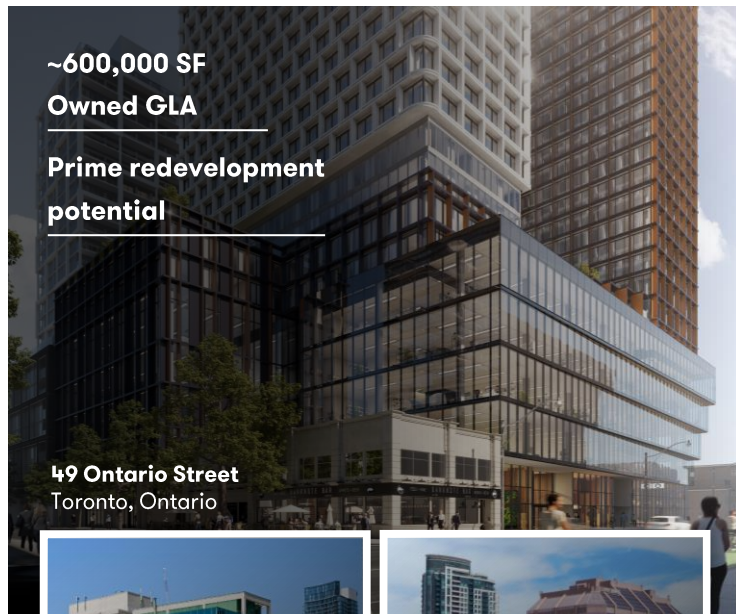 ~600,000 SF
Owned GLA
Prime redevelopment
potential
49 Ontario Street
Toronto, Ontario